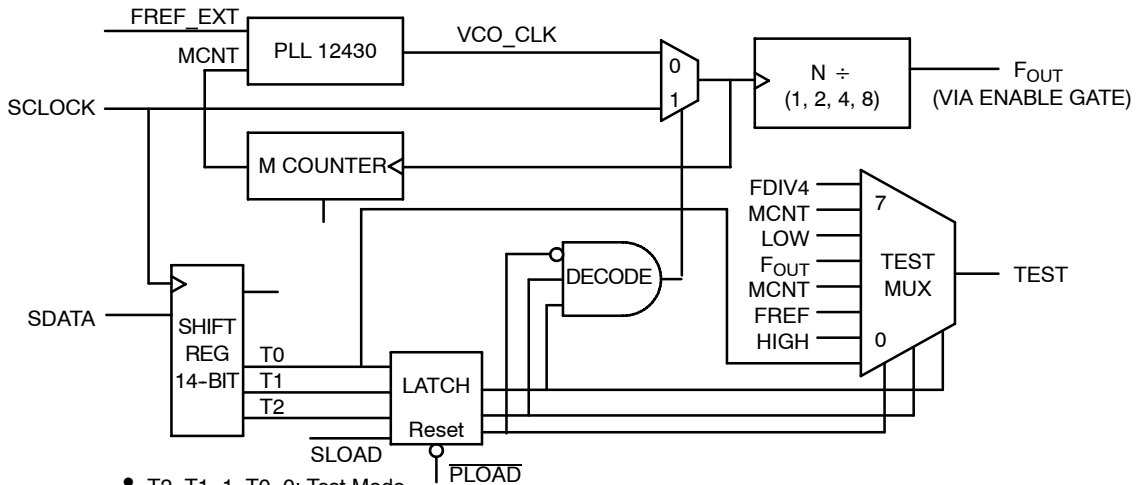 FREF_EXT
MCNT
PLL 12430
VCO_CLK
0
1
N ÷
(1, 2, 4, 8)
FOUT
(VIA ENABLE GATE)
SCLOCK
M COUNTER
FDIV4
MCNT
LOW
FOUT
MCNT
FREF
HIGH
7
TEST
MUX
0
TEST
DECODE
SDATA
SHIFT
REG
14-BIT
T0
T1
T2
LATCH
Reset
SLOAD
PLOAD